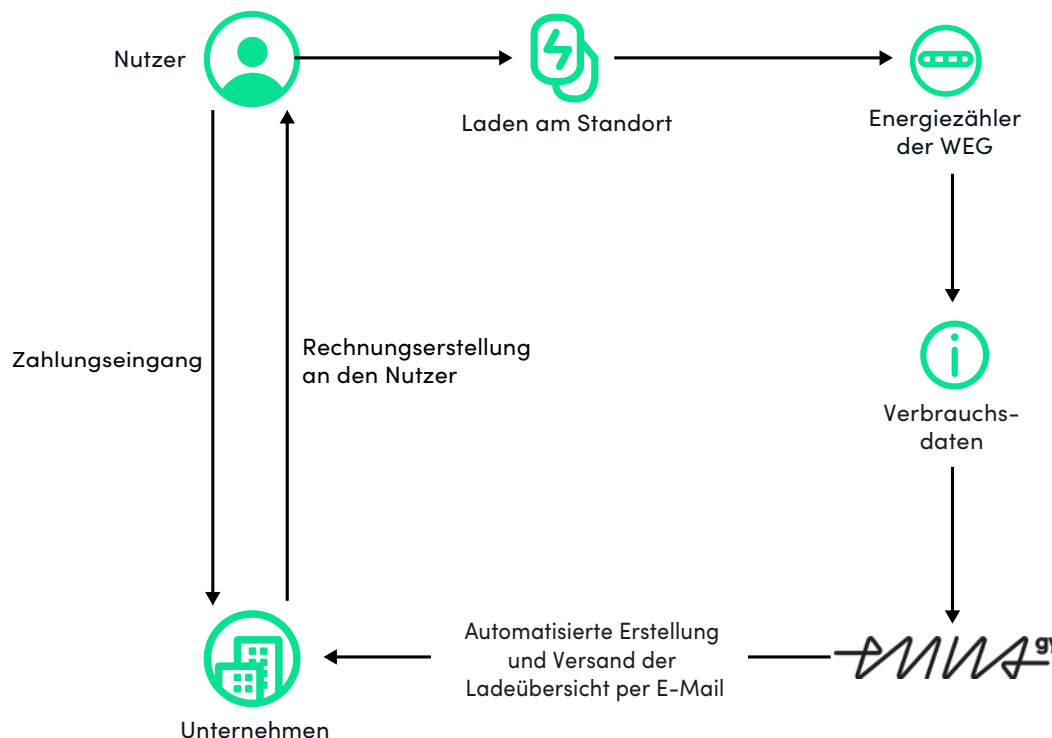 Nutzer
Laden am Standort
Energiezähler
der WEG
Zahlungseingang
Rechnungserstellung
an den Nutzer
Verbrauchs-
daten
Automatisierte Erstellung
und Versand der
Ladeübersicht per E-Mail
Unternehmen